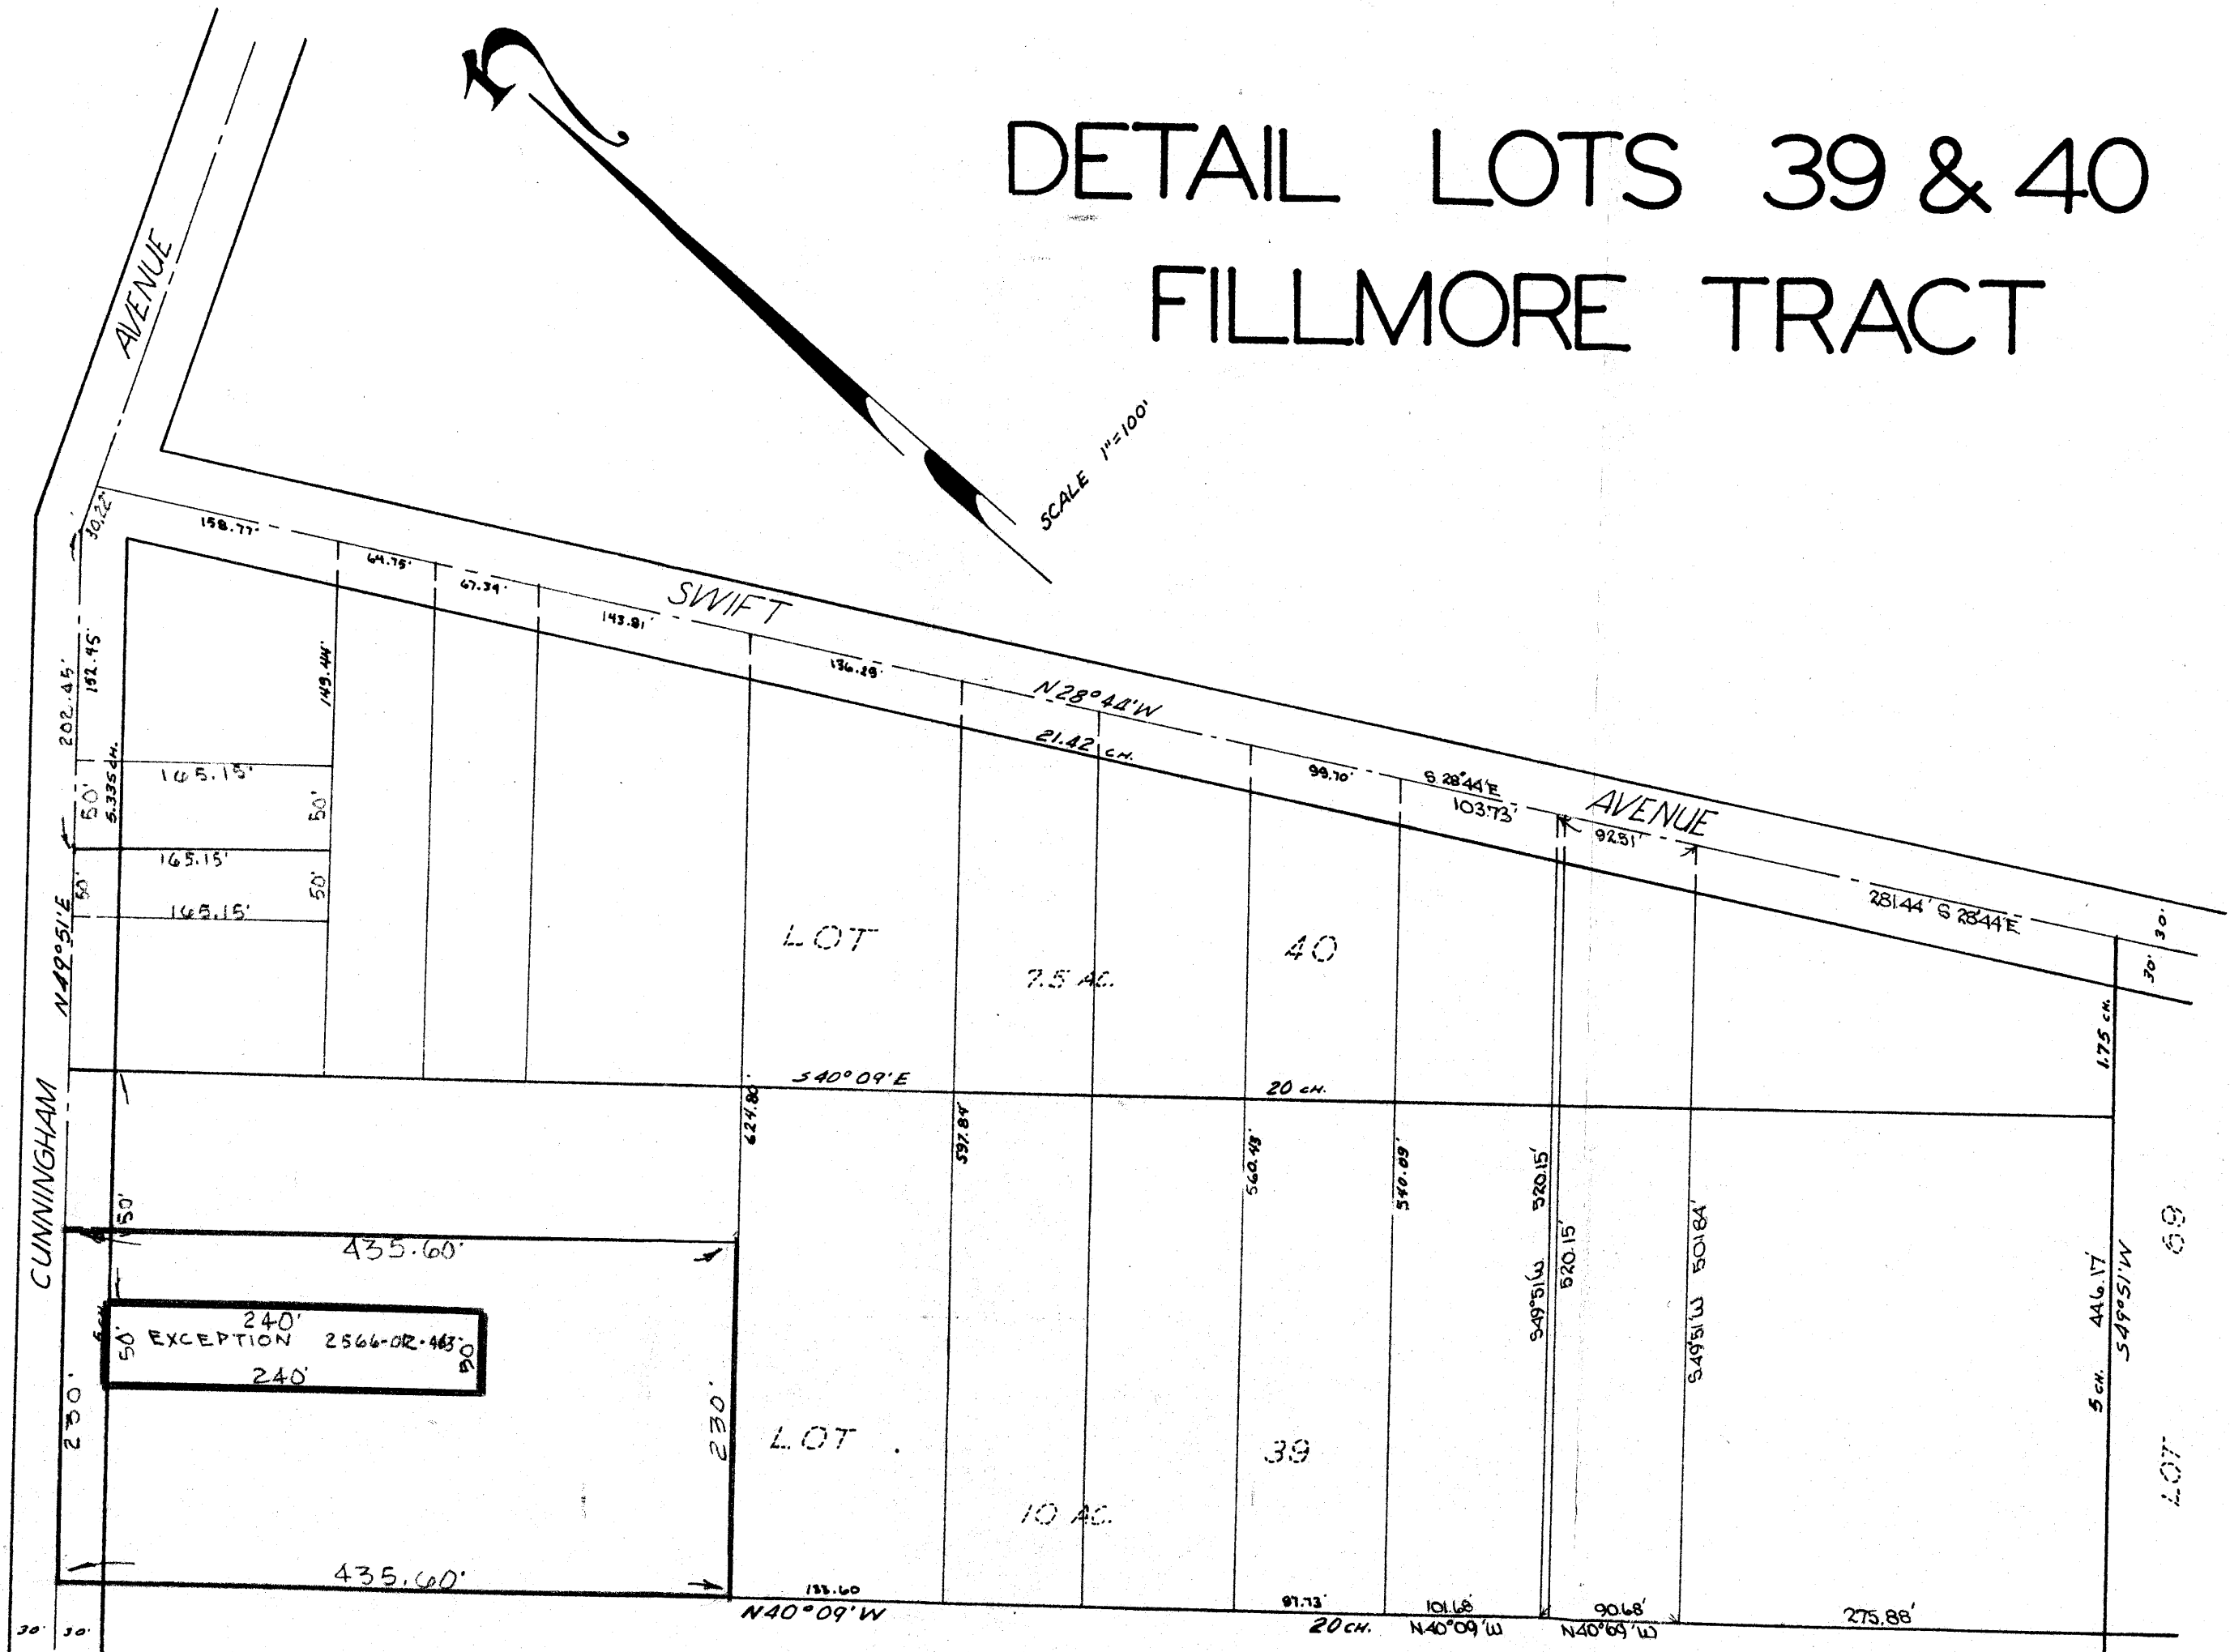 DETAIL LOTS 39 & 40
FILLMORE TRACT
SCALE 1"=100'
AVENUE
30.22'
158.77'
64.75'
67.34'
143.81'
SWIFT
136.29'
N28°44'W
21.42 CH.
99.70'
S 28°44'E
103.73'
AVENUE
92.51'
281.44' S 28°44'E
30'
30'
202.45'
152.45'
149.44'
5.335 CH.
165.15'
50'
50'
165.15'
50'
50'
165.15'
N49°51'E
CUNNINGHAM
LOT 40
7.5 AC.
1.75 CH.
S40°09'E
20 CH.
624.80'
597.84'
560.43'
540.09'
S49°51'W 520.15'
520.15'
S49°51'W 501.84'
5 CH. 446.17'
S49°51'W
LOT 69
50'
435.60'
240'
50' EXCEPTION 2566-OR-463 50'
240'
5 CH.
230'
230'
LOT 39
10 AC.
435.60'
133.60
N40°09'W
97.73'
20 CH.
101.68'
N40°09'W
90.68'
N40°09'W
275.88'
30' 30'